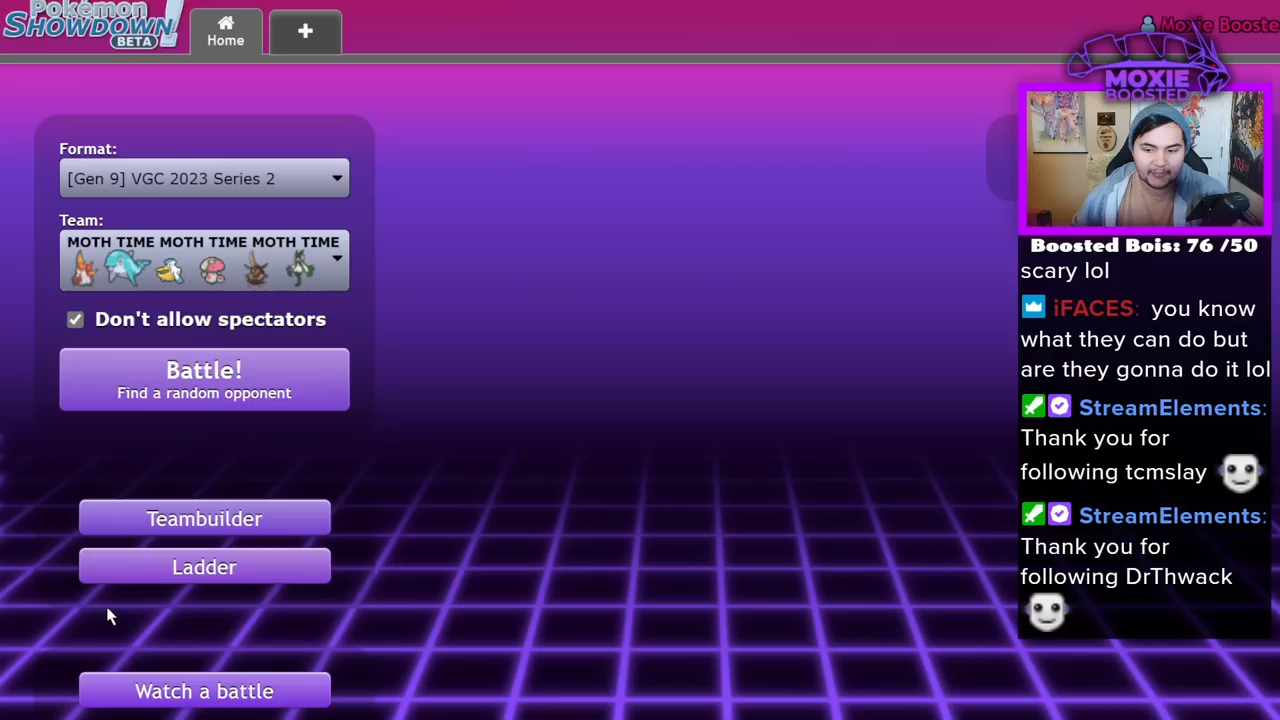 Pokémon
SHOWDOWN!
BETA
Home
+
Moxie Booste
MOXIE
BOOSTED
Format:
[Gen 9] VGC 2023 Series 2
Team:
MOTH TIME MOTH TIME MOTH TIME
Don't allow spectators
Battle!
Find a random opponent
Teambuilder
Ladder
Watch a battle
Boosted Bois: 76 /50
scary lol
iFACES: you know
what they can do but
are they gonna do it lol
StreamElements:
Thank you for
following tcmslay
StreamElements:
Thank you for
following DrThwack